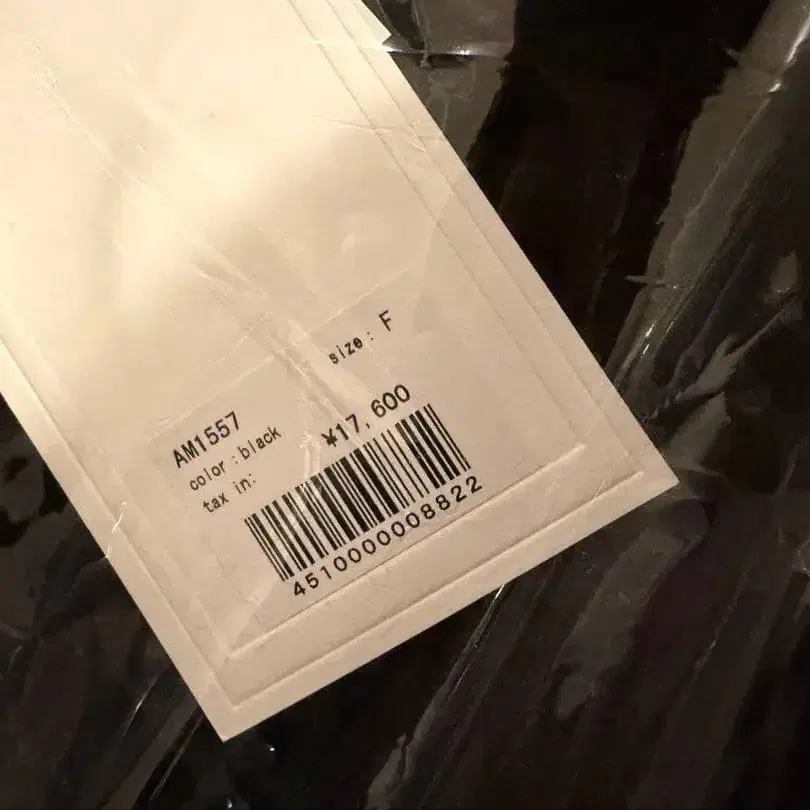 size: F
AM1557
color:black
tax in: ¥17,600
4510000008822